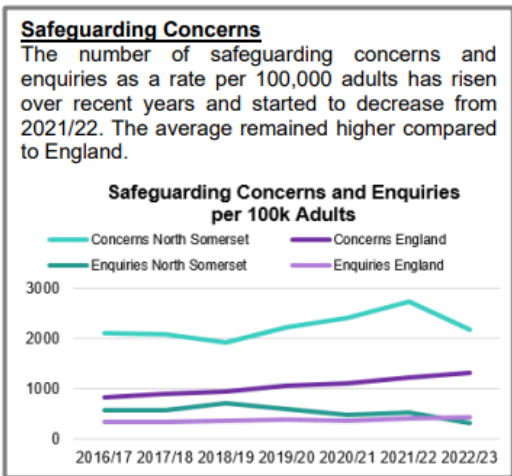 Safeguarding Concerns
The number of safeguarding concerns and
enquiries as a rate per 100,000 adults has risen
over recent years and started to decrease from
2021/22. The average remained higher compared
to England.
Safeguarding Concerns and Enquiries
per 100k Adults
Concerns North Somerset Concerns England
Enquiries North Somerset Enquiries England
3000
2000
1000
0
2016/17 2017/18 2018/19 2019/20 2020/21 2021/22 2022/23